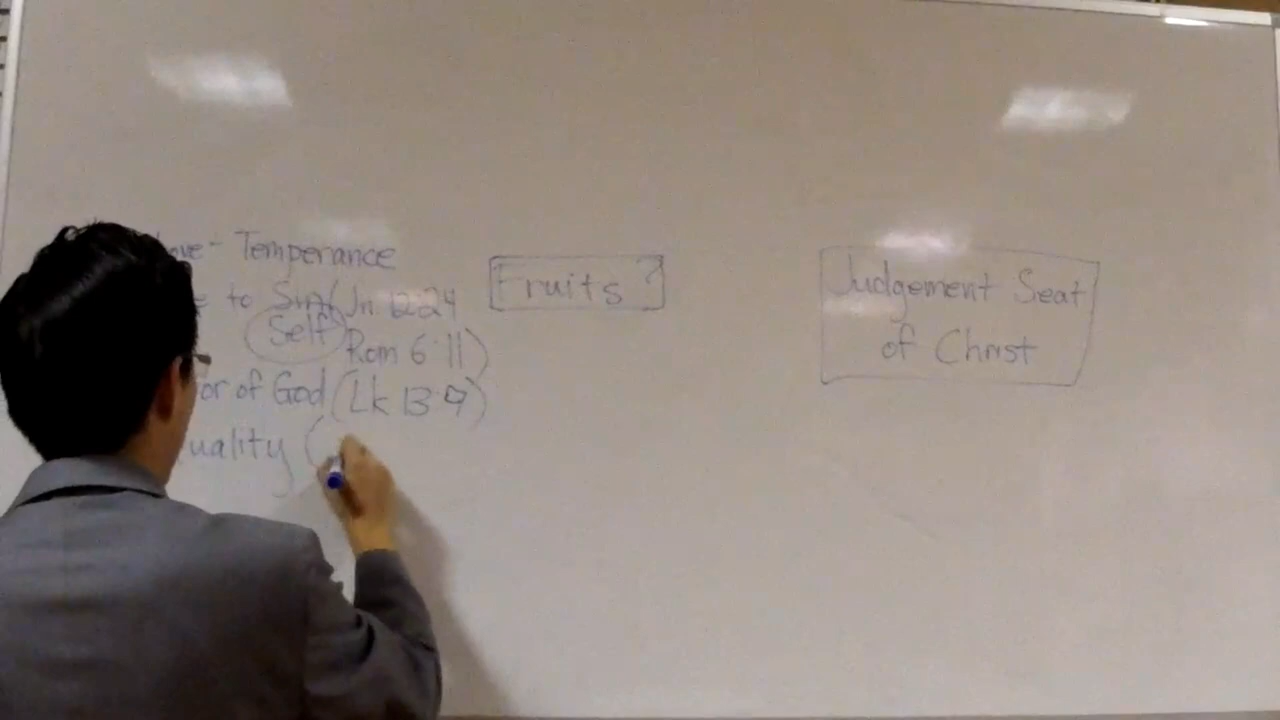 ove - Temperance
e to Sin (Jn. 12:24
Self
Rom 6:11)
or of God (Lk 13:9)
uality (
Fruits?
Judgement Seat
of Christ